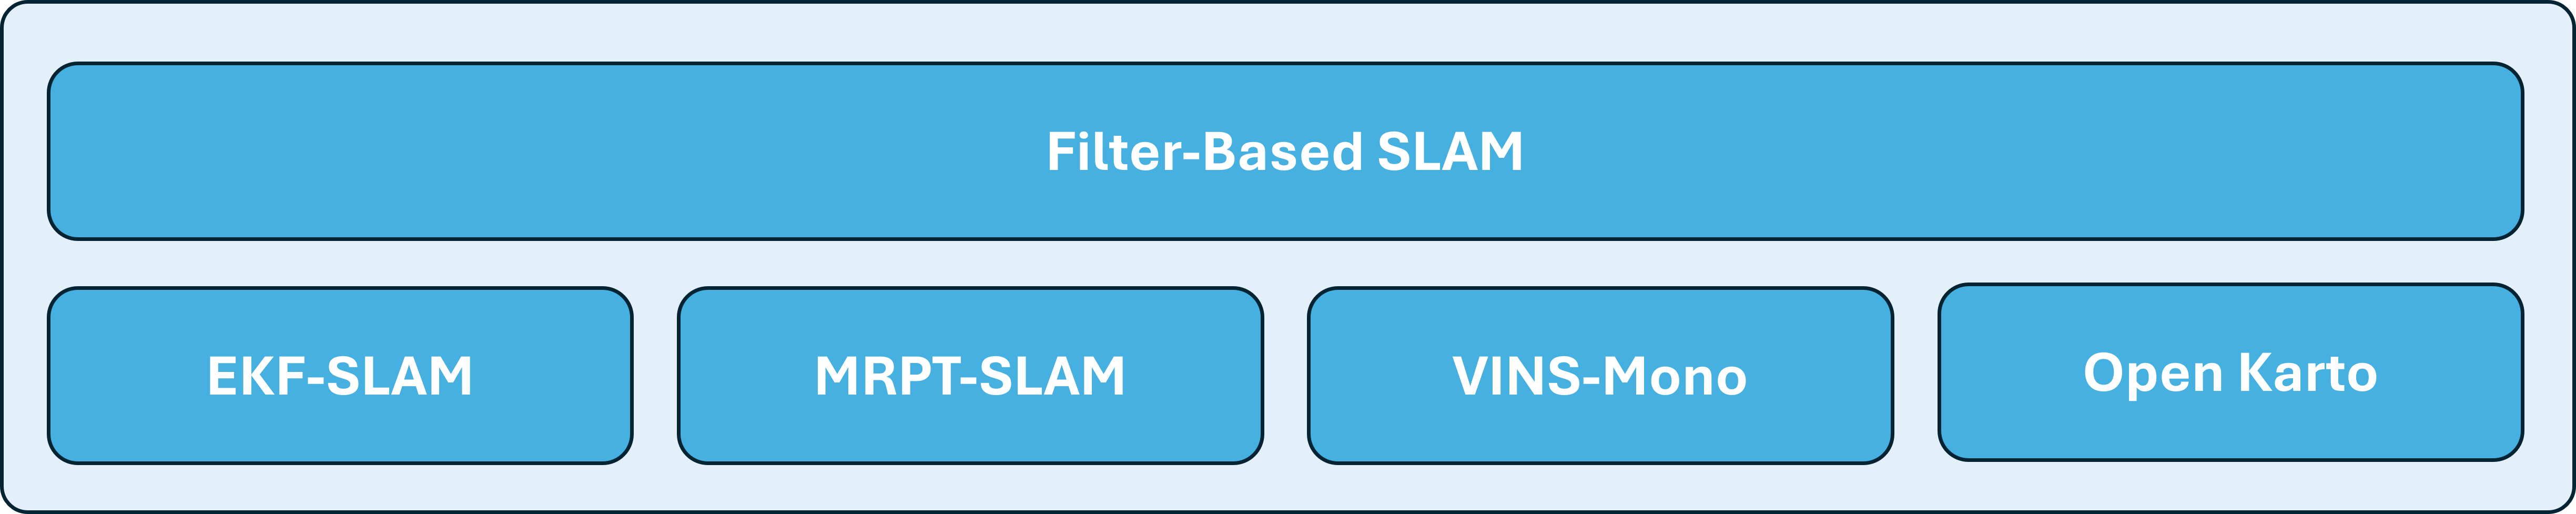 Filter-Based SLAM
EKF-SLAM
MRPT-SLAM
VINS-Mono
Open Karto